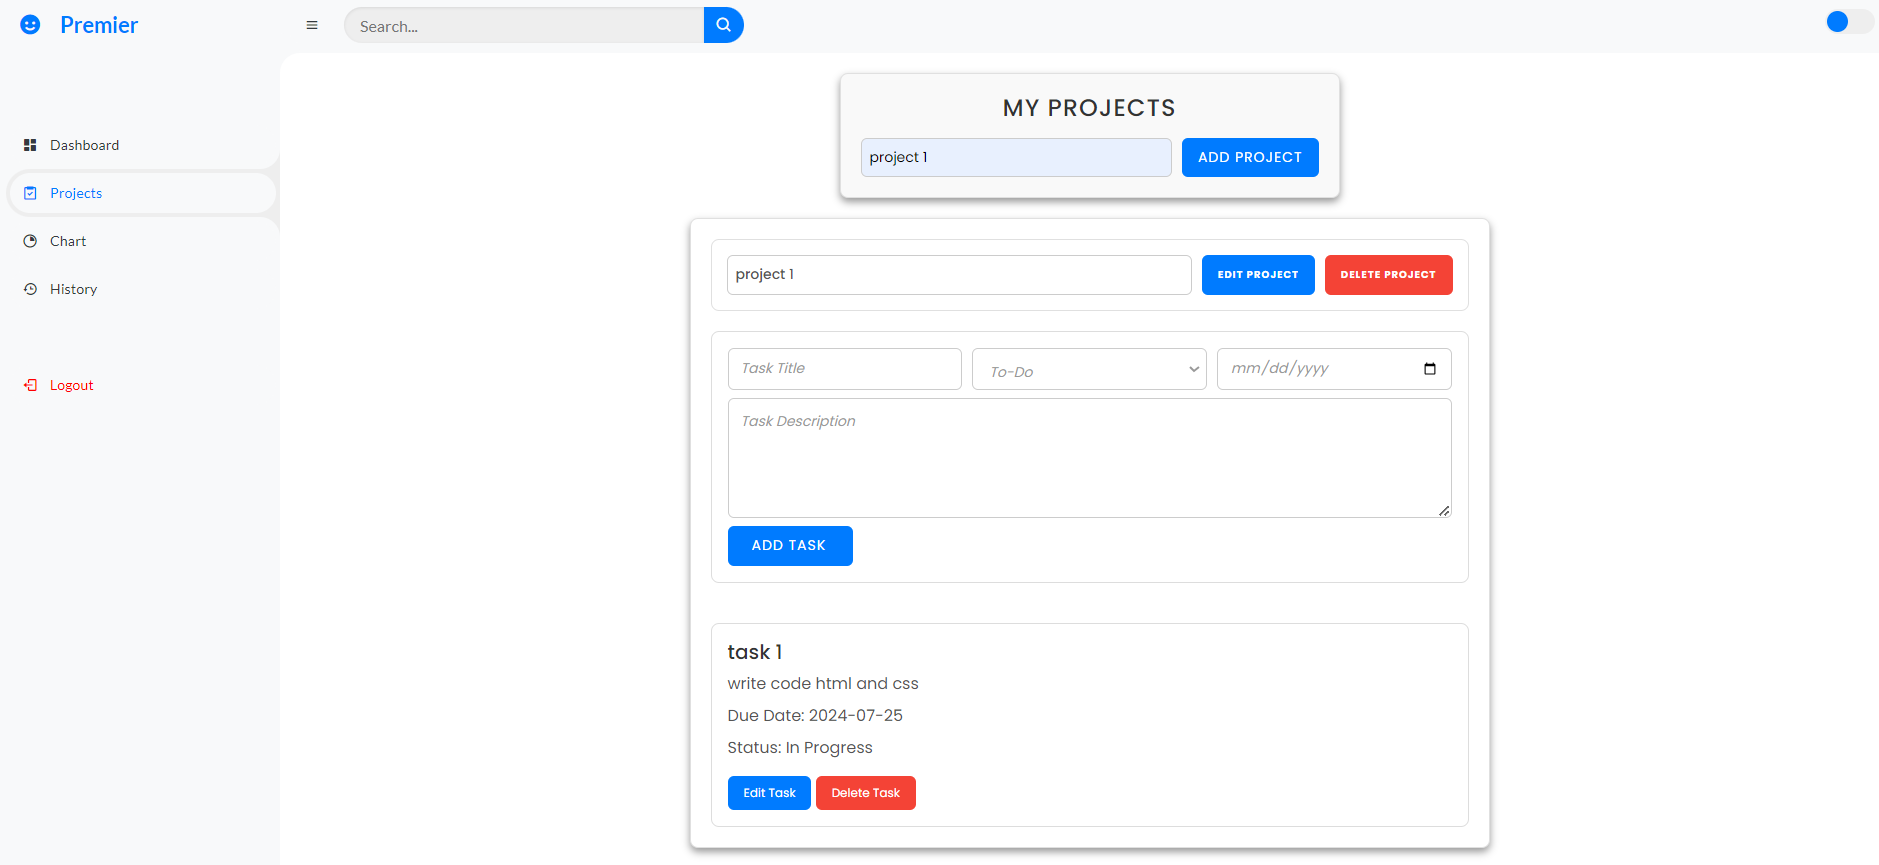 Premier
Search...
Dashboard
Projects
Chart
History
Logout
MY PROJECTS
project 1
ADD PROJECT
project 1
EDIT PROJECT
DELETE PROJECT
Task Title
To-Do
mm/dd/yyyy
Task Description
ADD TASK
task 1
write code html and css
Due Date: 2024-07-25
Status: In Progress
Edit Task
Delete Task